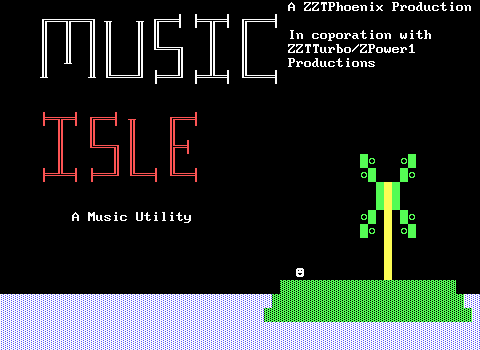 MUSIC
A ZZTPhoenix Production
In coporation with
ZZTTurbo/ZPower1
Productions
ISLE
A Music Utility